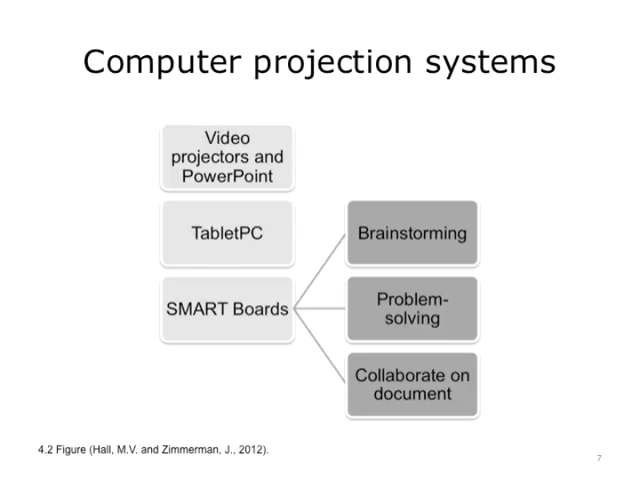 Computer projection systems
Video
projectors and
PowerPoint
TabletPC
SMART Boards
Brainstorming
Problem-
solving
Collaborate on
document
4.2 Figure (Hall, M.V. and Zimmerman, J., 2012).
7